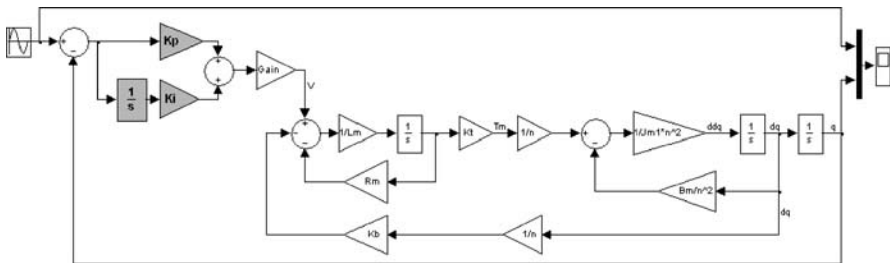 Kp
Gain
V
1/s
Ki
1/Lm
1/s
Kt
Tm
1/n
1/Jm1*n^2
ddq
1/s
dq
1/s
q
Rm
Bm/n^2
dq
Kb
1/n